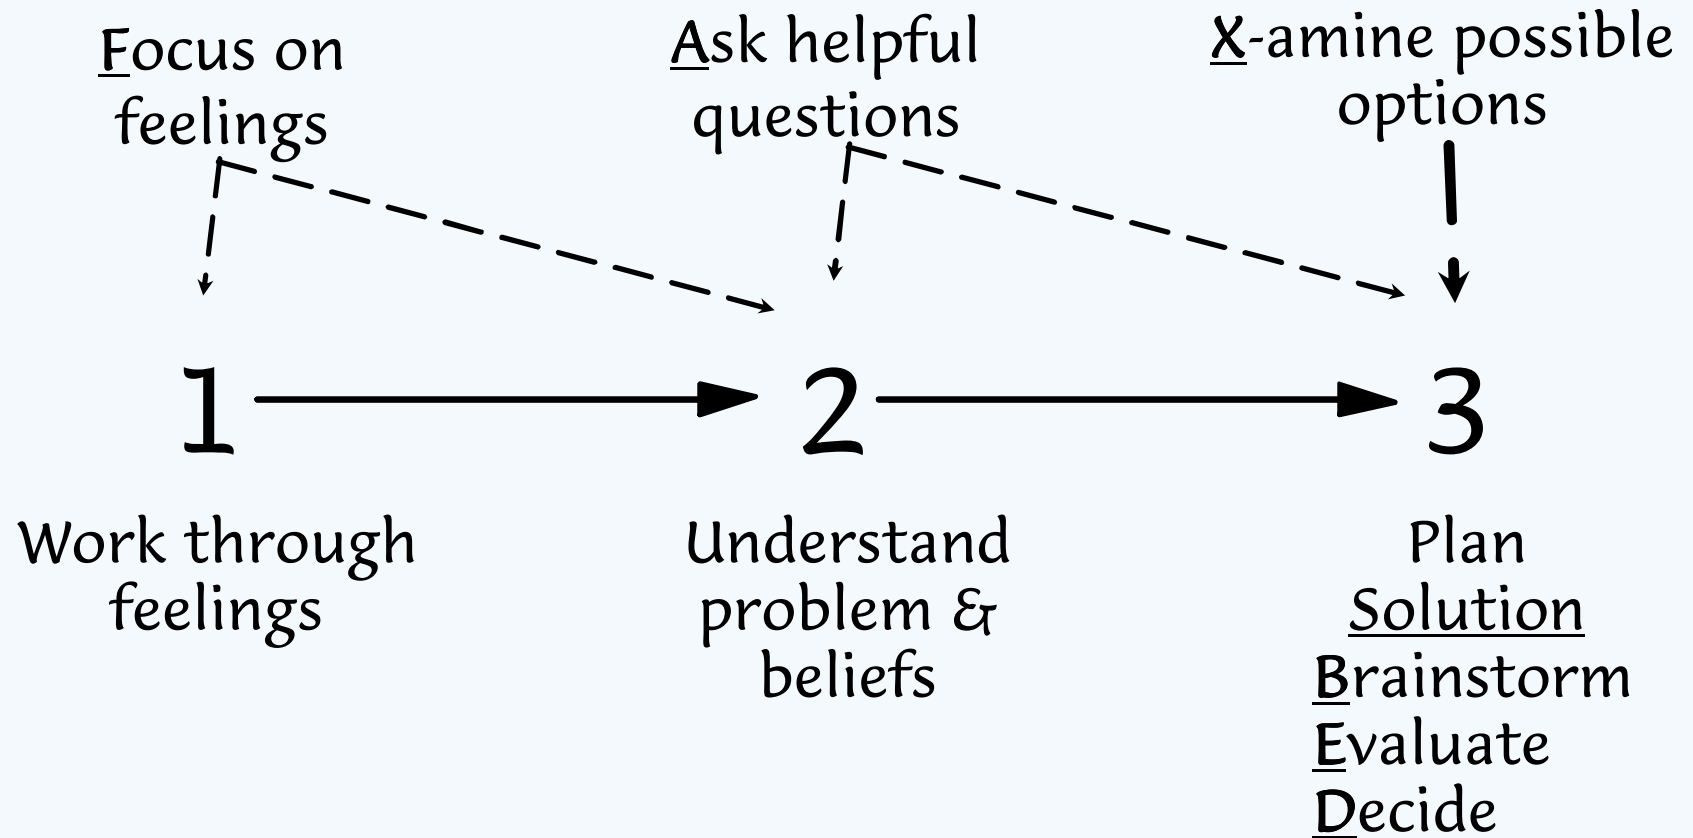 Focus on
feelings
Ask helpful
questions
X-amine possible
options
1
2
3
Work through
feelings
Understand
problem &
beliefs
Plan
Solution
Brainstorm
Evaluate
Decide